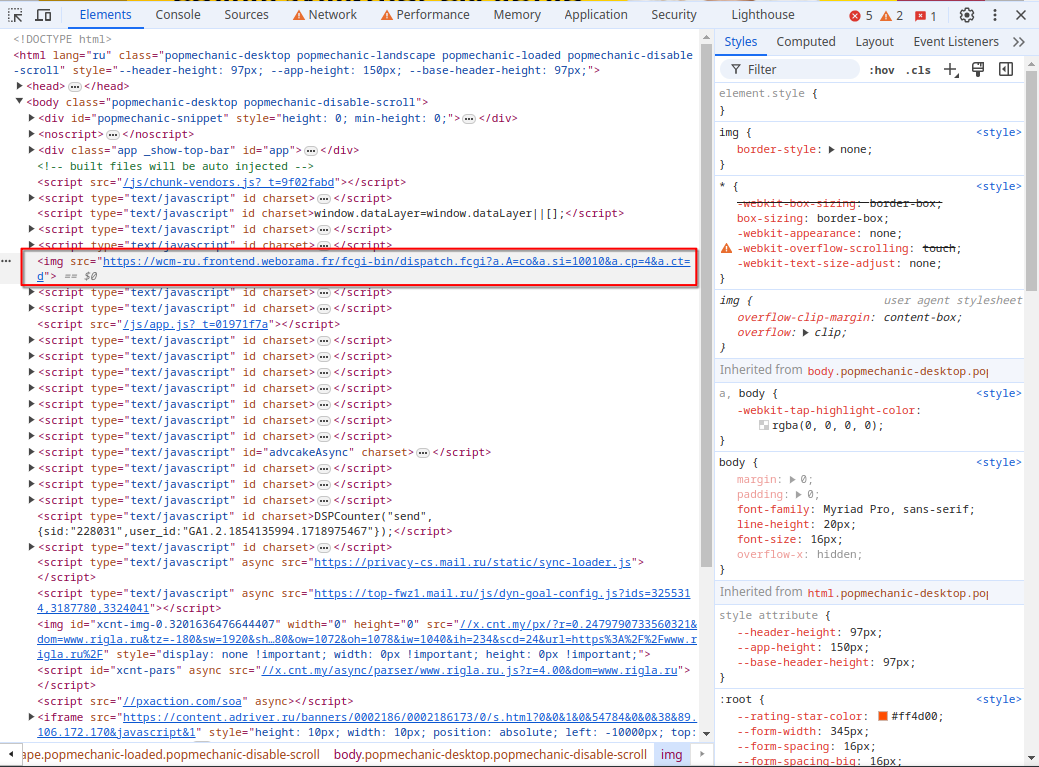 Elements Console Sources Network Performance Memory Application Security Lighthouse 5 2 1
<!DOCTYPE html>
<html lang="ru" class="popmechanic-desktop popmechanic-landscape popmechanic-loaded popmechanic-disable
-scroll" style="--header-height: 97px; --app-height: 150px; --base-header-height: 97px;">
<head> … </head>
<body class="popmechanic-desktop popmechanic-disable-scroll">
<div id="popmechanic-snippet" style="height: 0; min-height: 0;"> … </div>
<noscript> … </noscript>
<div class="app _show-top-bar" id="app"> … </div>
<!-- built files will be auto injected -->
<script src="/js/chunk-vendors.js?_t=9f02fabd"></script>
<script type="text/javascript" id charset> … </script>
<script type="text/javascript" id charset>window.dataLayer=window.dataLayer||[];</script>
<script type="text/javascript" id charset> … </script>
<script type="text/javascript" id charset> … </script>
<img src="https://wcm-ru.frontend.weborama.fr/fcgi-bin/dispatch.fcgi?a.A=co&a.si=10010&a.cp=4&a.ct=
d"> == $0
<script type="text/javascript" id charset> … </script>
<script type="text/javascript" id charset> … </script>
<script src="/js/app.js?_t=01971f7a"></script>
<script type="text/javascript" id charset> … </script>
<script type="text/javascript" id charset> … </script>
<script type="text/javascript" id charset> … </script>
<script type="text/javascript" id charset> … </script>
<script type="text/javascript" id charset> … </script>
<script type="text/javascript" id charset> … </script>
<script type="text/javascript" id charset> … </script>
<script type="text/javascript" id="advcakeAsync" charset> … </script>
<script type="text/javascript" id charset> … </script>
<script type="text/javascript" id charset> … </script>
<script type="text/javascript" id charset> … </script>
<script type="text/javascript" id charset>DSPCounter("send",
{sid:"228031",user_id:"GA1.2.1854135994.1718975467"});</script>
<script type="text/javascript" id charset> … </script>
<script type="text/javascript" async src="https://privacy-cs.mail.ru/static/sync-loader.js">
</script>
<script type="text/javascript" async src="https://top-fwz1.mail.ru/js/dyn-goal-config.js?ids=325531
4,3187780,3324041"></script>
<img id="xcnt-img-0.3201636476644407" width="0" height="0" src="//x.cnt.my/px/?r=0.24797907335603216&
dom=www.rigla.ru&tz=-180&sw=1920&sh…80&ow=1072&oh=1078&iw=1040&ih=234&scd=24&url=https%3A%2F%2Fwww.r
igla.ru%2F" style="display: none !important; width: 0px !important; height: 0px !important;">
<script id="xcnt-pars" async src="//x.cnt.my/async/parser/www.rigla.ru.js?r=4.00&dom=www.rigla.ru">
</script>
<script src="//pxaction.com/soa" async></script>
<iframe src="https://content.adriver.ru/banners/0002186/0002186173/0/s.html?0&0&1&0&54784&0&0&38&89.
106.172.170&javascript&1" style="height: 10px; width: 10px; position: absolute; left: -10000px; top:
ape.popmechanic-loaded.popmechanic-disable-scroll body.popmechanic-desktop.popmechanic-disable-scroll img
Styles Computed Layout Event Listeners
Filter :hov .cls
element.style {
}
img { <style>
border-style: none;
}
* { <style>
-webkit-box-sizing: border-box;
box-sizing: border-box;
-webkit-appearance: none;
-webkit-overflow-scrolling: touch;
-webkit-text-size-adjust: none;
}
img { user agent stylesheet
overflow-clip-margin: content-box;
overflow: clip;
}
Inherited from body.popmechanic-desktop.pop
a, body { <style>
-webkit-tap-highlight-color:
rgba(0, 0, 0, 0);
}
body { <style>
margin: 0;
padding: 0;
font-family: Myriad Pro, sans-serif;
line-height: 20px;
font-size: 16px;
overflow-x: hidden;
}
Inherited from html.popmechanic-desktop.pop
style attribute {
--header-height: 97px;
--app-height: 150px;
--base-header-height: 97px;
}
:root { <style>
--rating-star-color: #ff4d00;
--form-width: 345px;
--form-spacing: 16px;
--form-spacing-big: 16px;